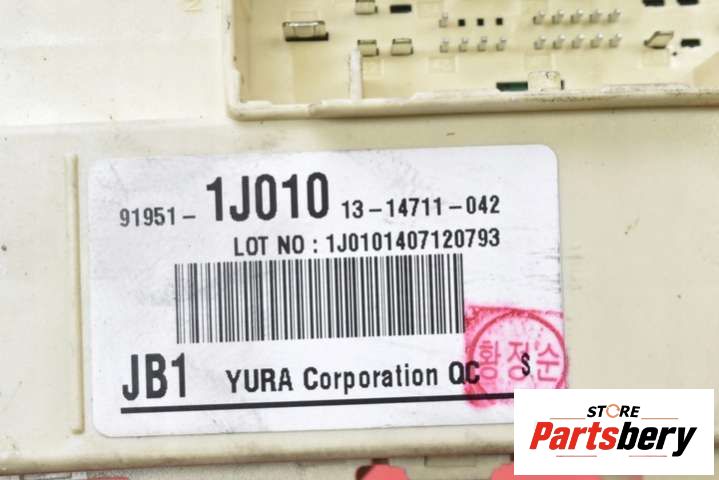 91951- 1J010 13-14711-042
LOT NO : 1J0101407120793
JB1 YURA Corporation QC S
황정순
STORE
Partsbery